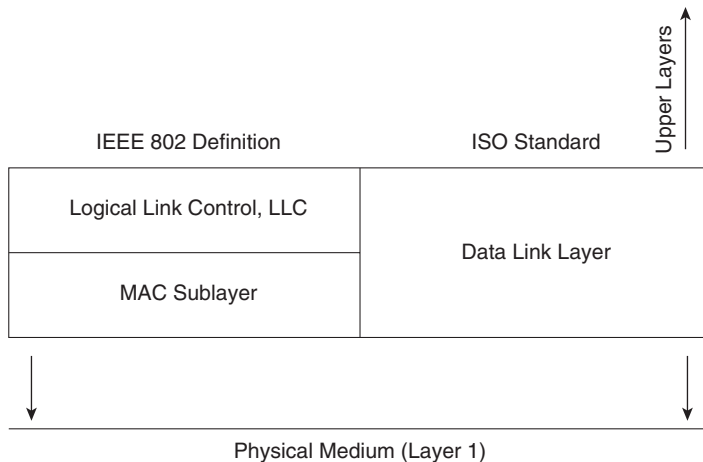 Upper Layers
IEEE 802 Definition
ISO Standard
Logical Link Control, LLC
Data Link Layer
MAC Sublayer
Physical Medium (Layer 1)